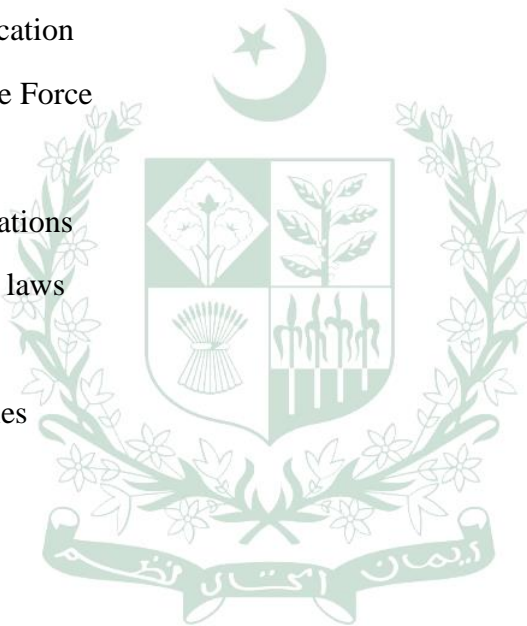 cation
e Force
ations
laws
es
ایمان اتحاد نظم